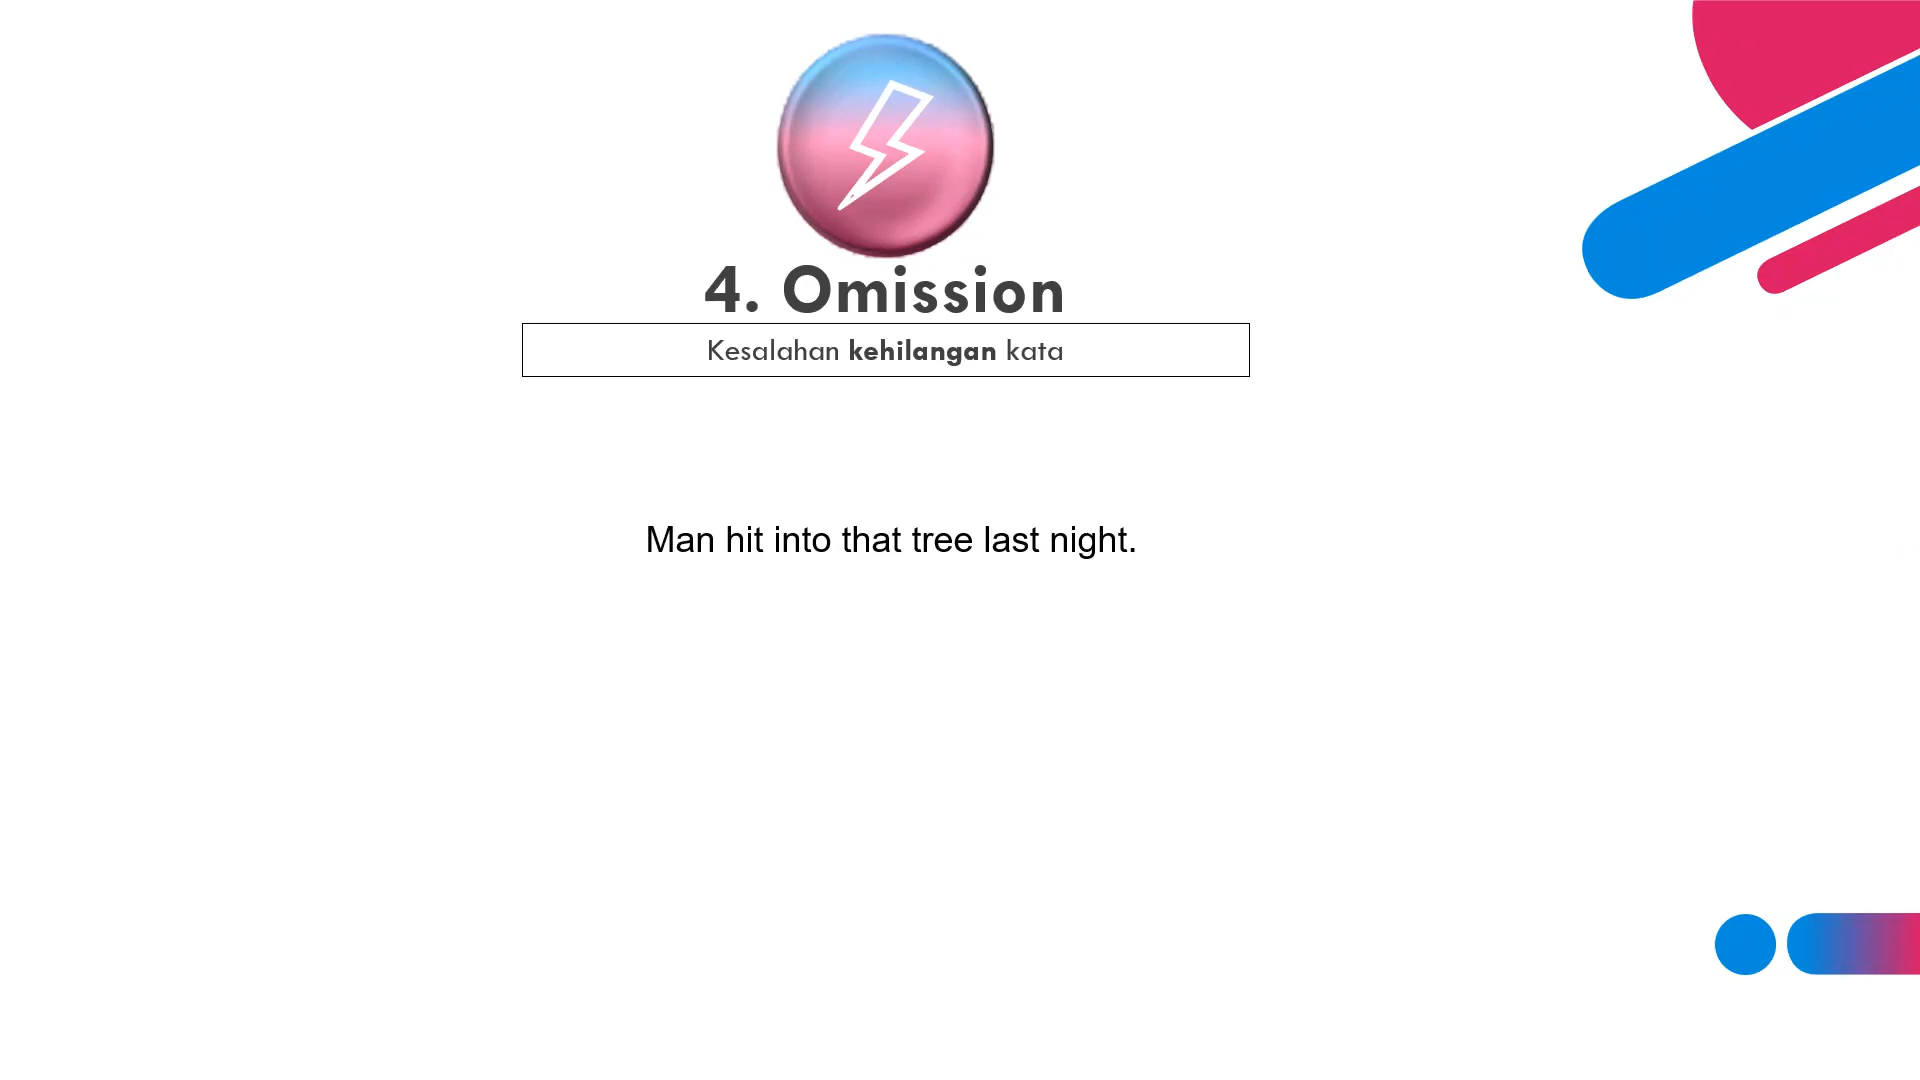 4. Omission
Kesalahan kehilangan kata
Man hit into that tree last night.